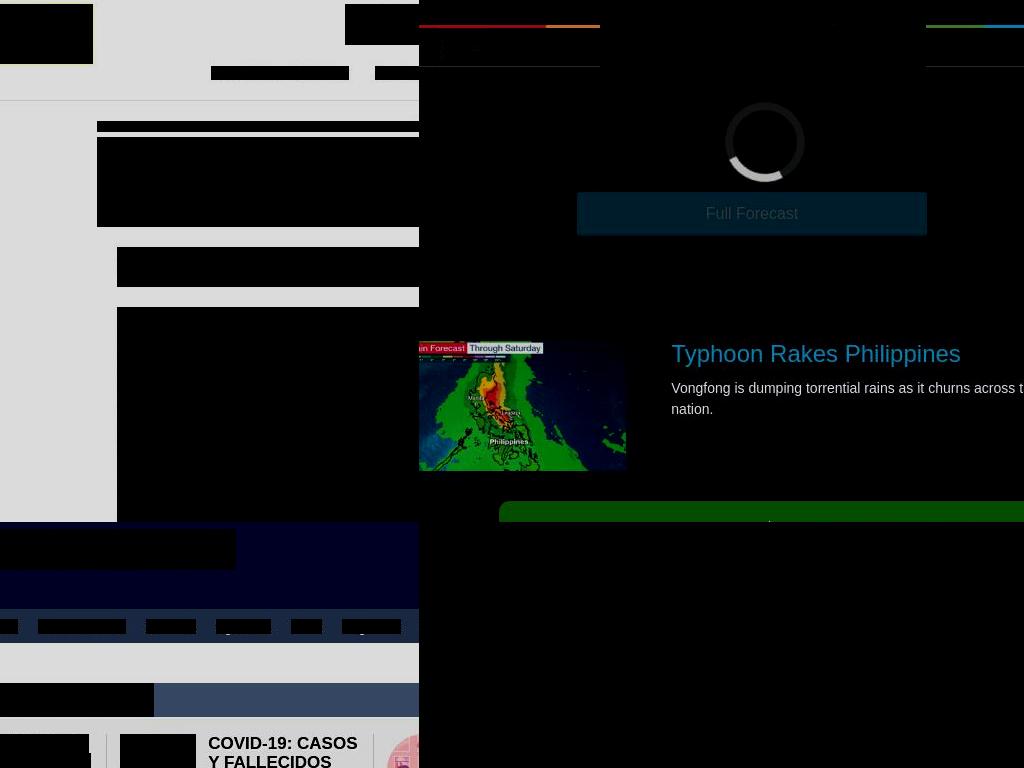 Full Forecast
in Forecast Through Saturday
Typhoon Rakes Philippines
Vongfong is dumping torrential rains as it churns across t
nation.
Manila
Philippines
COVID-19: CASOS
Y FALLECIDOS